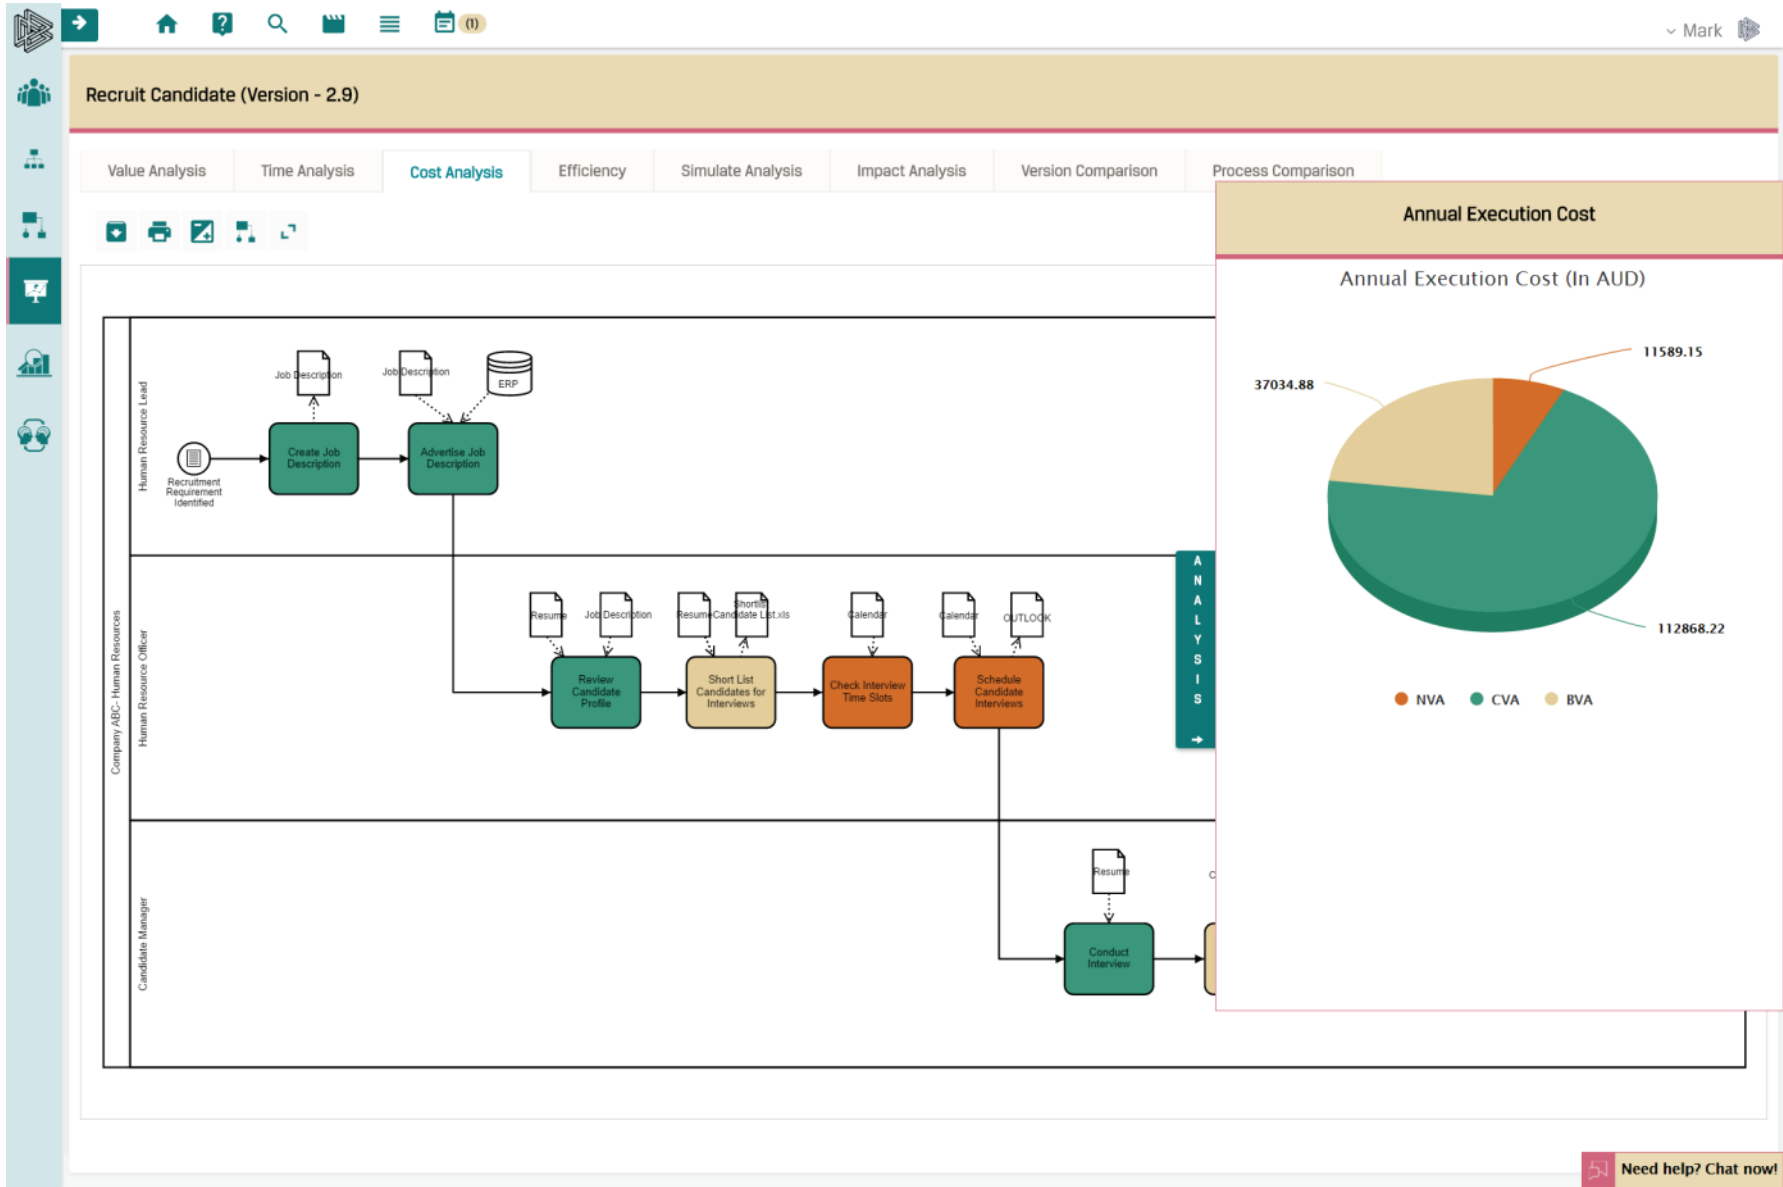 (1)
Mark
Recruit Candidate (Version - 2.9)
Value Analysis
Time Analysis
Cost Analysis
Efficiency
Simulate Analysis
Impact Analysis
Version Comparison
Process Comparison
Annual Execution Cost
Annual Execution Cost (In AUD)
11589.15
37034.88
112868.22
NVA
CVA
BVA
ANALYSIS
Company ABC- Human Resources
Human Resource Lead
Recruitment
Requirement
Identified
Job Description
Create Job
Description
Job Description
ERP
Advertise Job
Description
Human Resource Officer
Resume
Job Description
Review
Candidate
Profile
Resume
Shortlist
Candidate List.xls
Short List
Candidates for
Interviews
Calendar
Check Interview
Time Slots
Calendar
OUTLOOK
Schedule
Candidate
Interviews
Candidate Manager
Resume
Conduct
Interview
C
Need help? Chat now!